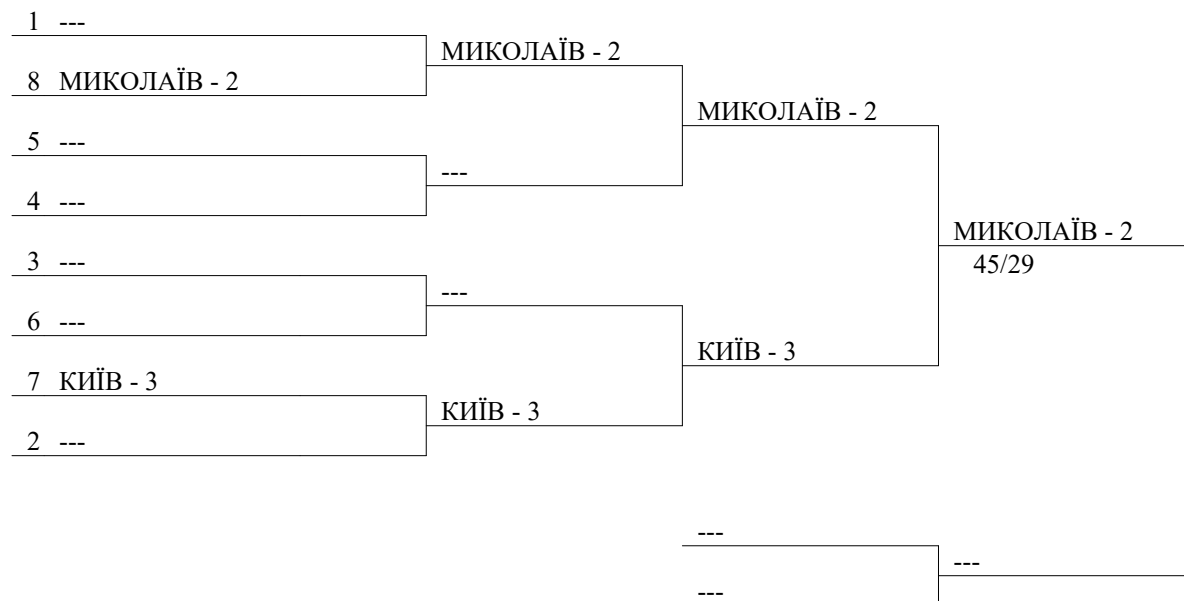 1 ---
МИКОЛАЇВ - 2
8 МИКОЛАЇВ - 2
МИКОЛАЇВ - 2
5 ---
---
4 ---
МИКОЛАЇВ - 2
3 ---
45/29
---
6 ---
КИЇВ - 3
7 КИЇВ - 3
КИЇВ - 3
2 ---
---
---
---